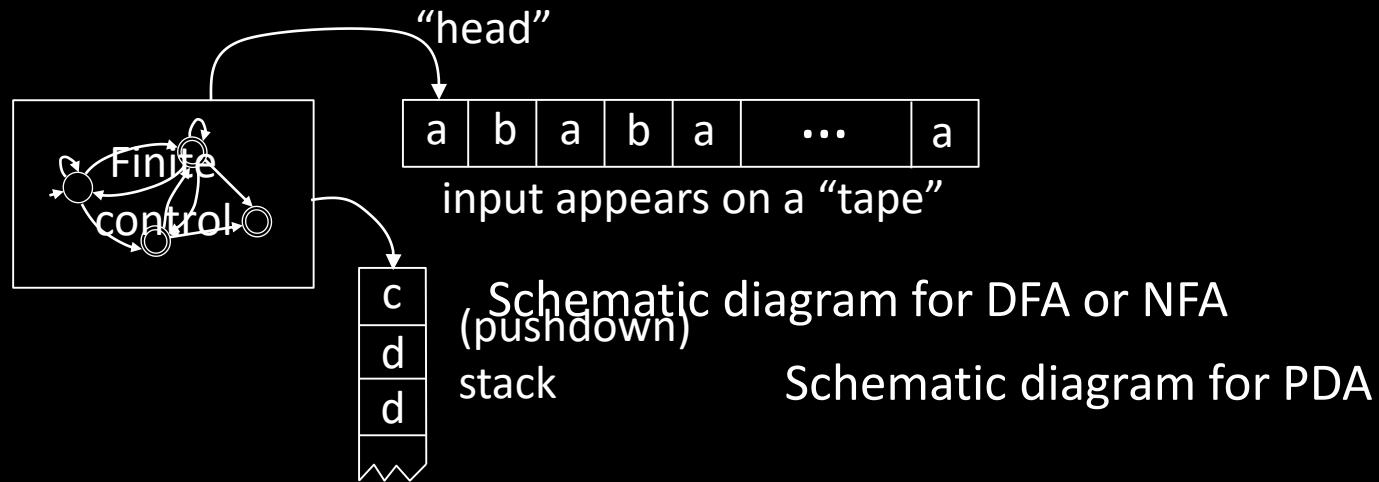 “head”
a b a b a ... a
Finite
control
input appears on a “tape”
c
d
d
(pushdown)
stack
Schematic diagram for DFA or NFA
Schematic diagram for PDA